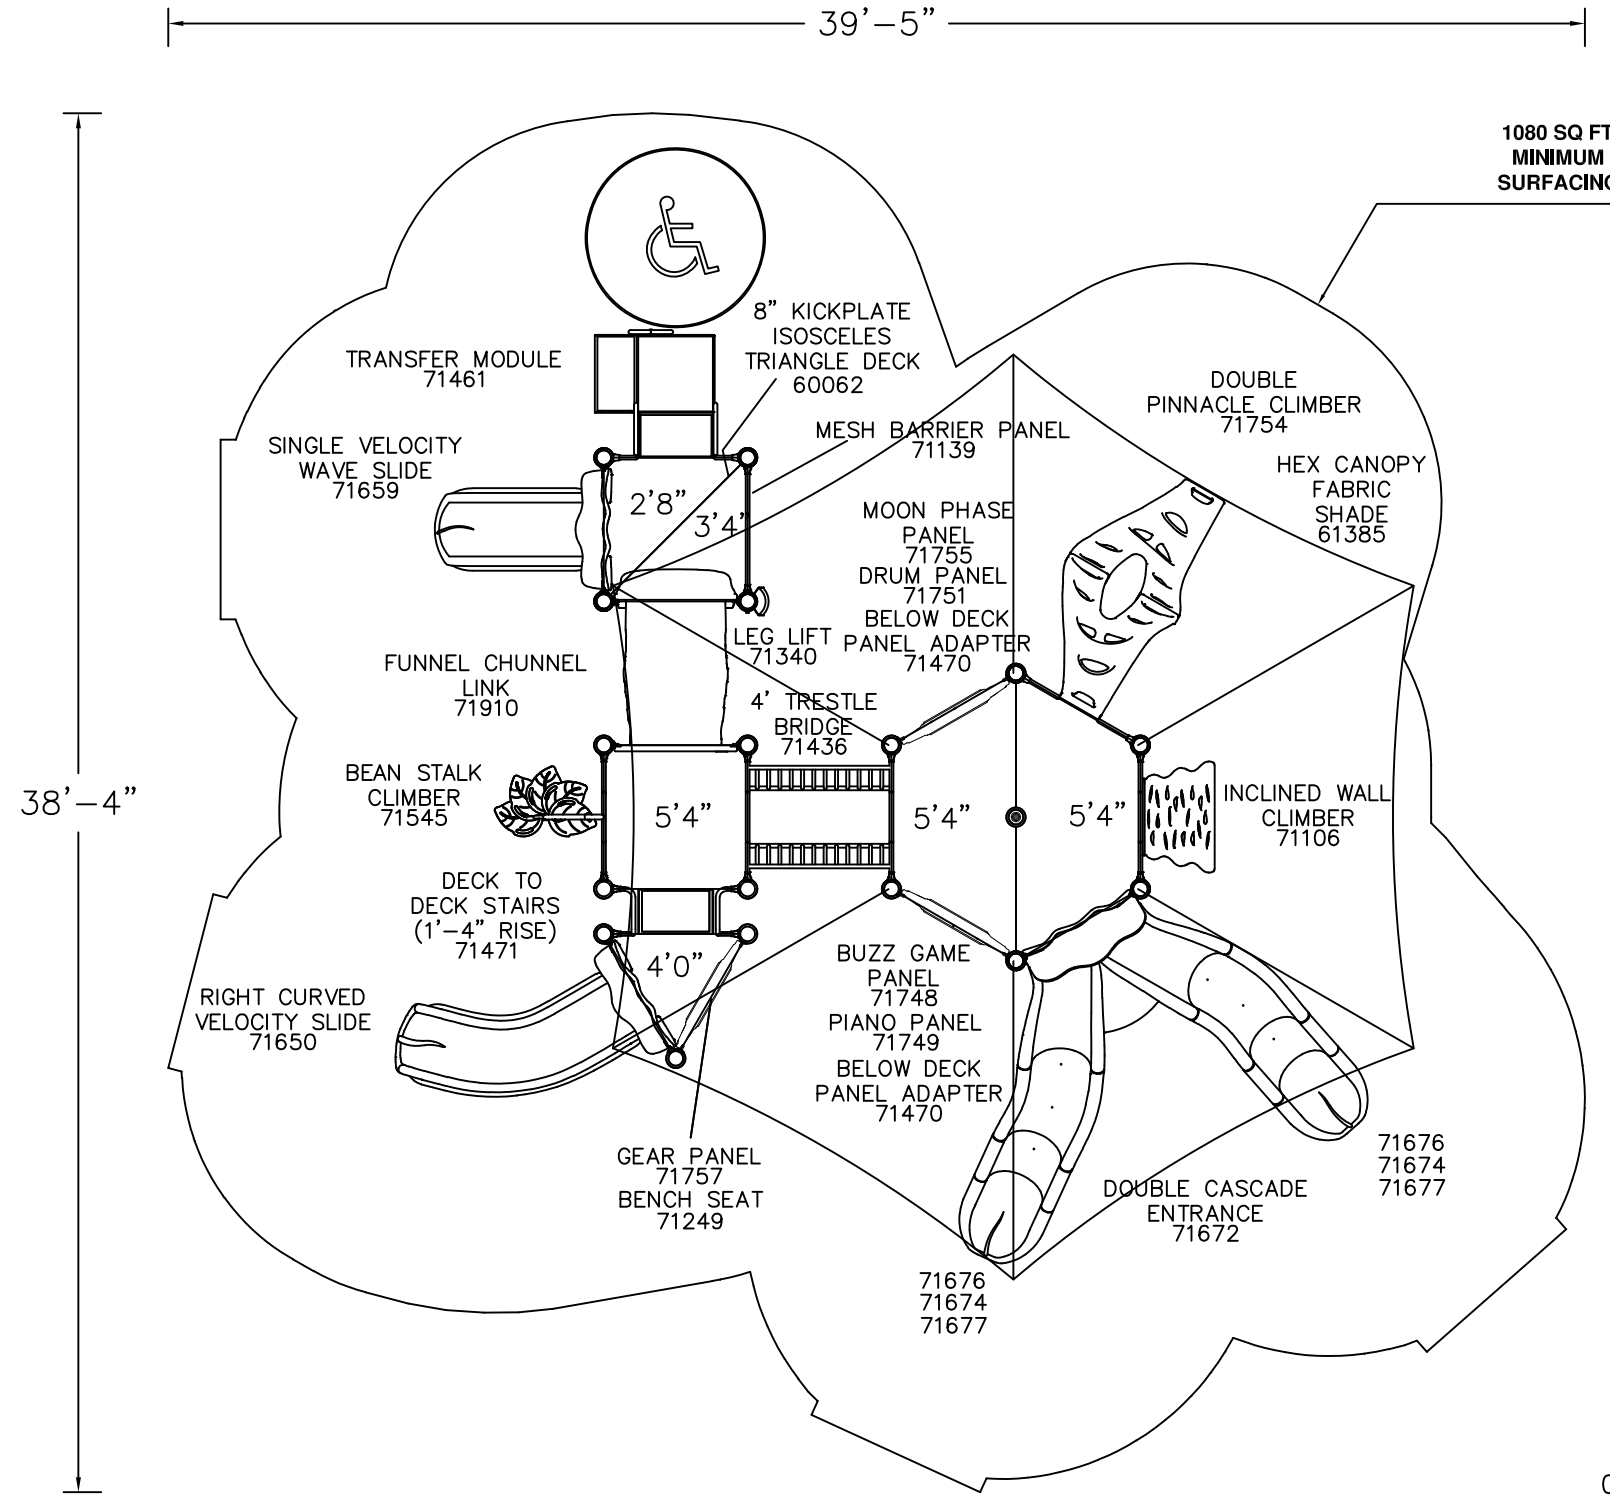 39'-5"
1080 SQ FT
MINIMUM
SURFACING
8" KICKPLATE
ISOSCELES
TRIANGLE DECK
60062
TRANSFER MODULE
71461
DOUBLE
PINNACLE CLIMBER
71754
MESH BARRIER PANEL
71139
SINGLE VELOCITY
WAVE SLIDE
71659
HEX CANOPY
FABRIC
SHADE
61385
2'8"
3'4"
MOON PHASE
PANEL
71755
DRUM PANEL
71751
BELOW DECK
PANEL ADAPTER
71470
LEG LIFT
71340
FUNNEL CHUNNEL
LINK
71910
4' TRESTLE
BRIDGE
71436
BEAN STALK
CLIMBER
71545
38'-4"
5'4"
5'4"
5'4"
INCLINED WALL
CLIMBER
71106
DECK TO
DECK STAIRS
(1'-4" RISE)
71471
4'0"
BUZZ GAME
PANEL
71748
PIANO PANEL
71749
BELOW DECK
PANEL ADAPTER
71470
RIGHT CURVED
VELOCITY SLIDE
71650
GEAR PANEL
71757
BENCH SEAT
71249
71676
71674
71677
DOUBLE CASCADE
ENTRANCE
71672
71676
71674
71677